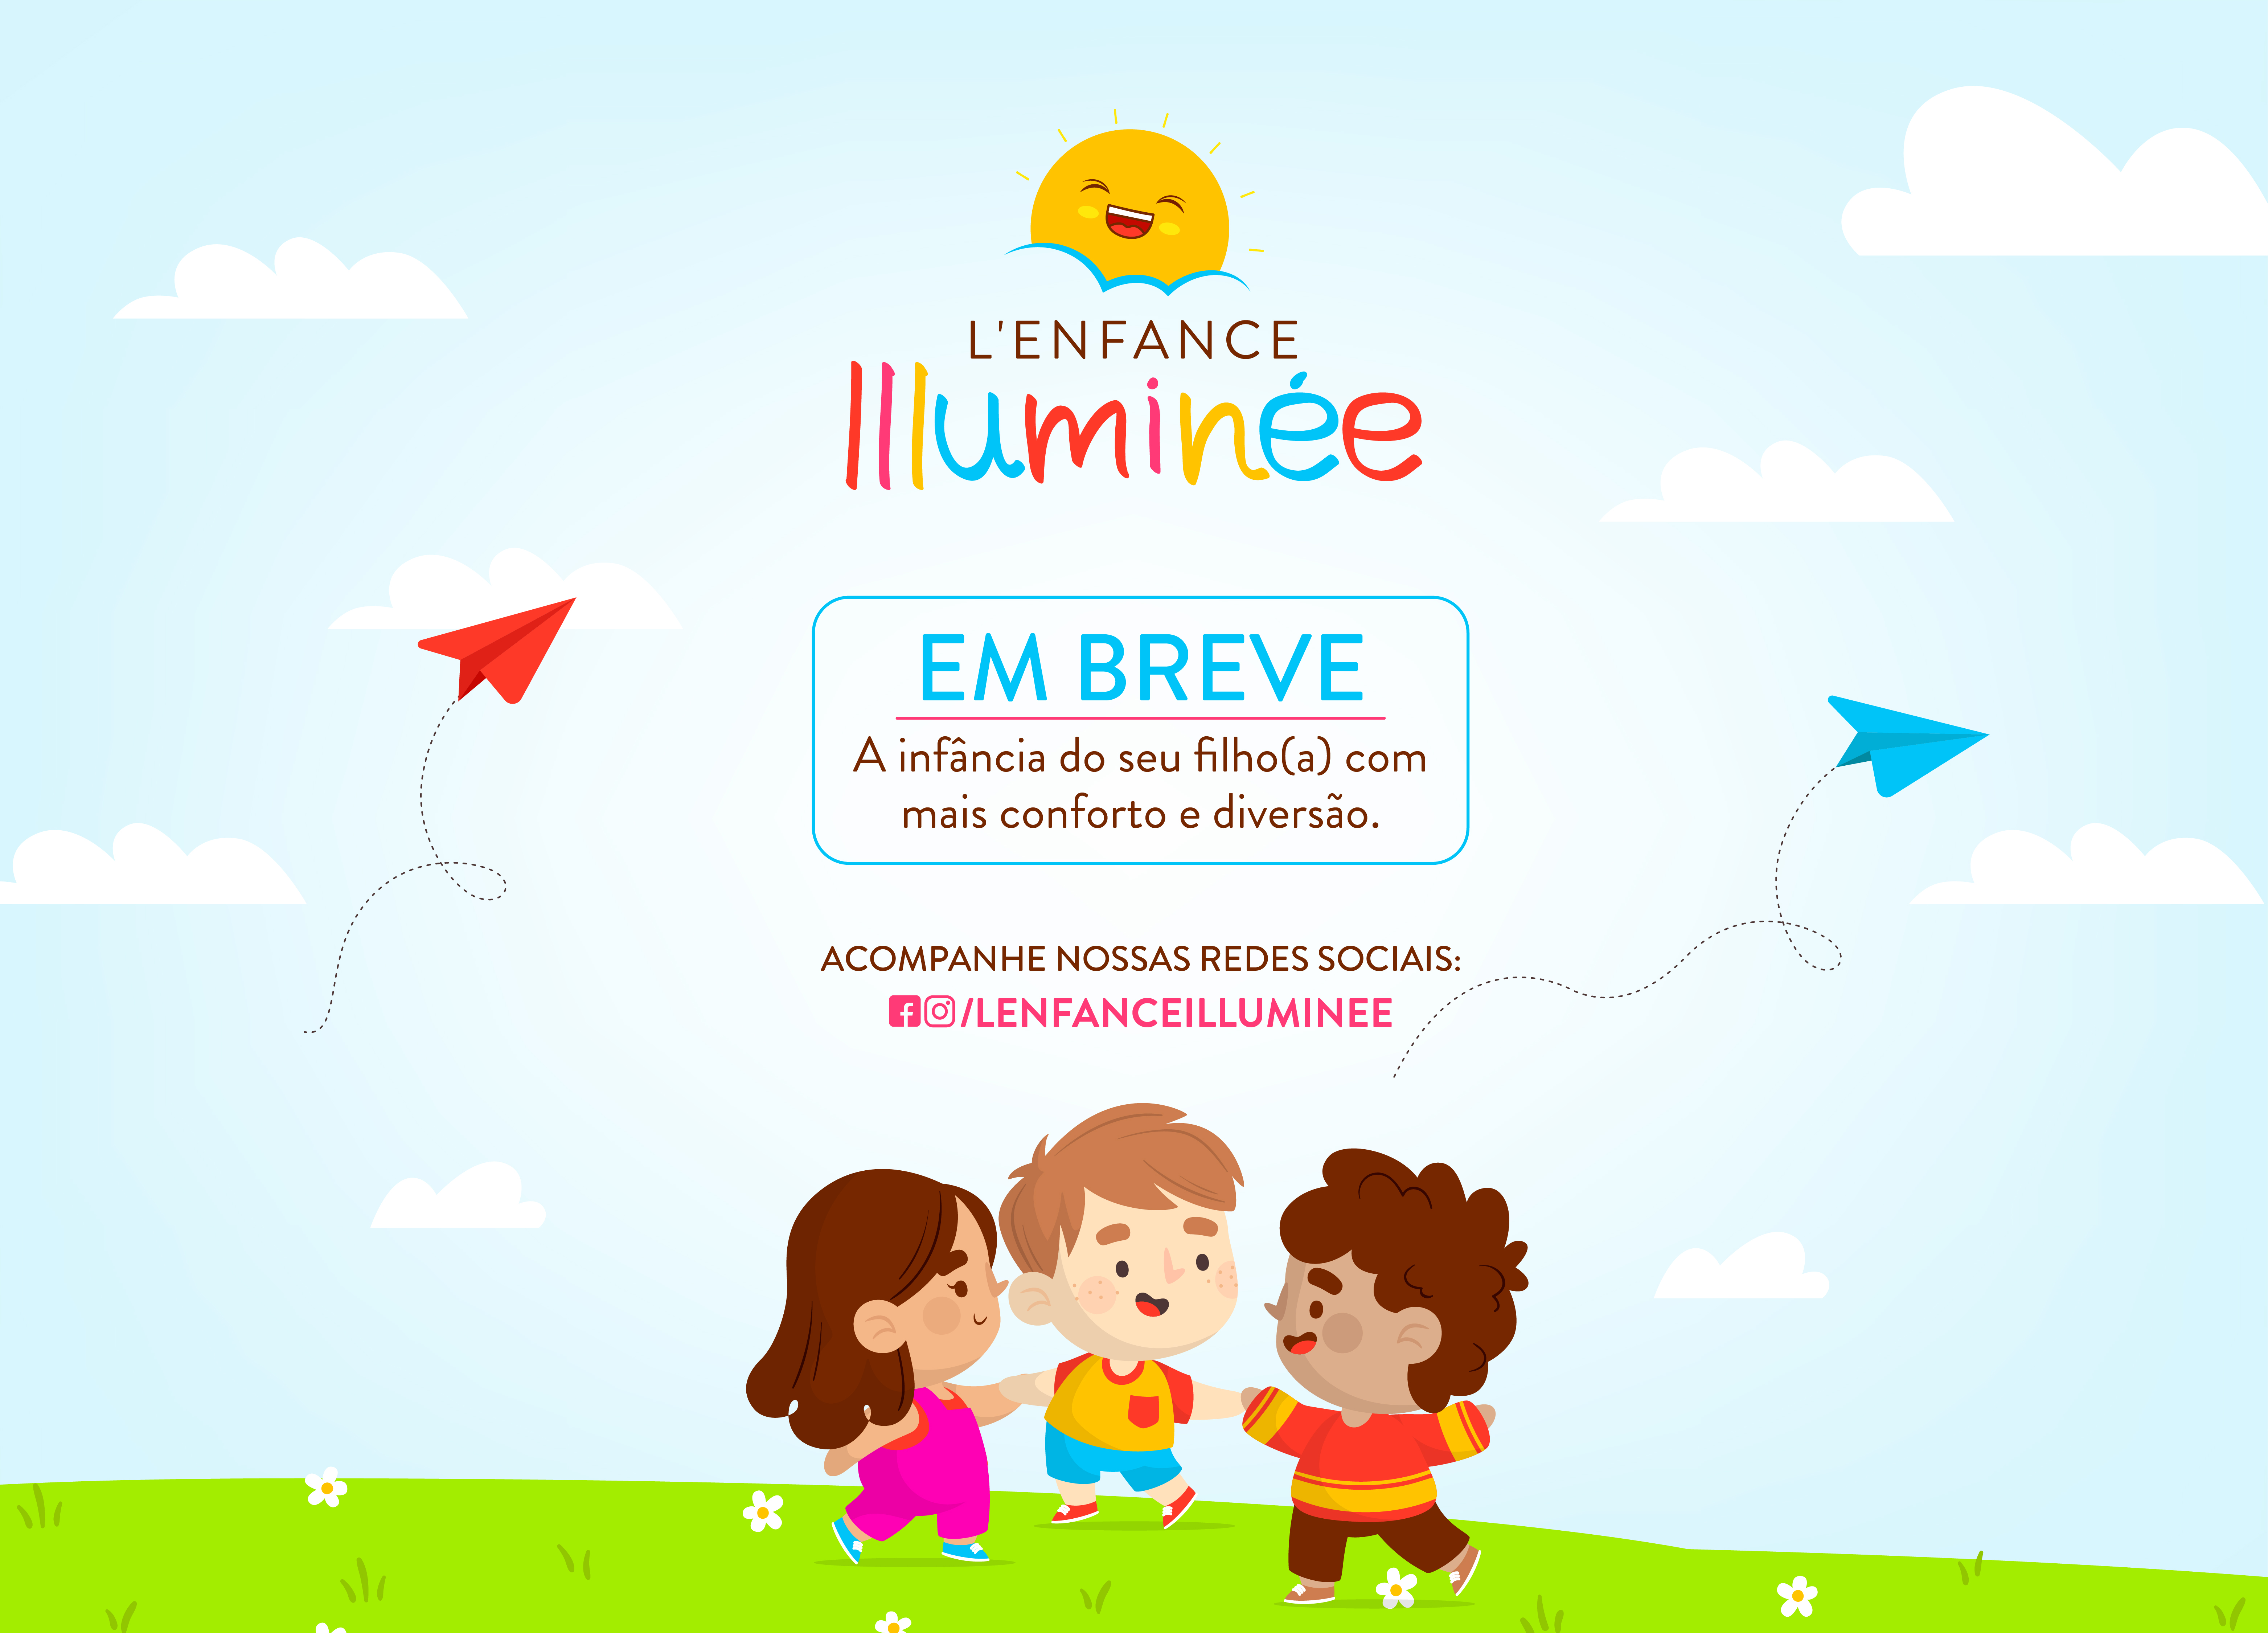 L'ENFANCE
Illuminée
EM BREVE
A infância do seu filho(a) com
mais conforto e diversão.
ACOMPANHE NOSSAS REDES SOCIAIS:
/LENFANCEILLUMINEE